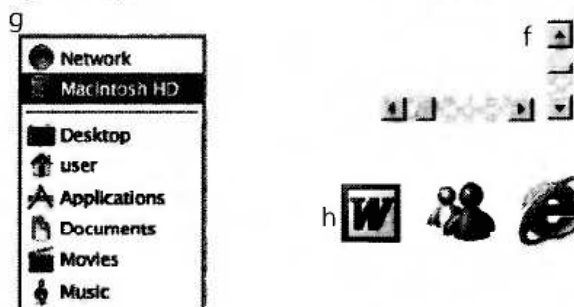 g
Network
Macintosh HD
Desktop
user
Applications
Documents
Movies
Music
f
h W